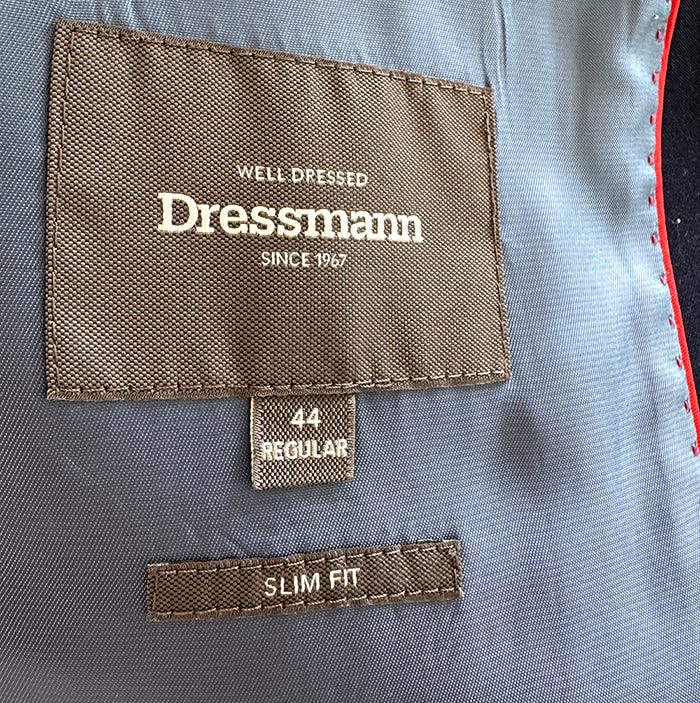 WELL DRESSED
Dressmann
SINCE 1967
44
REGULAR
SLIM FIT